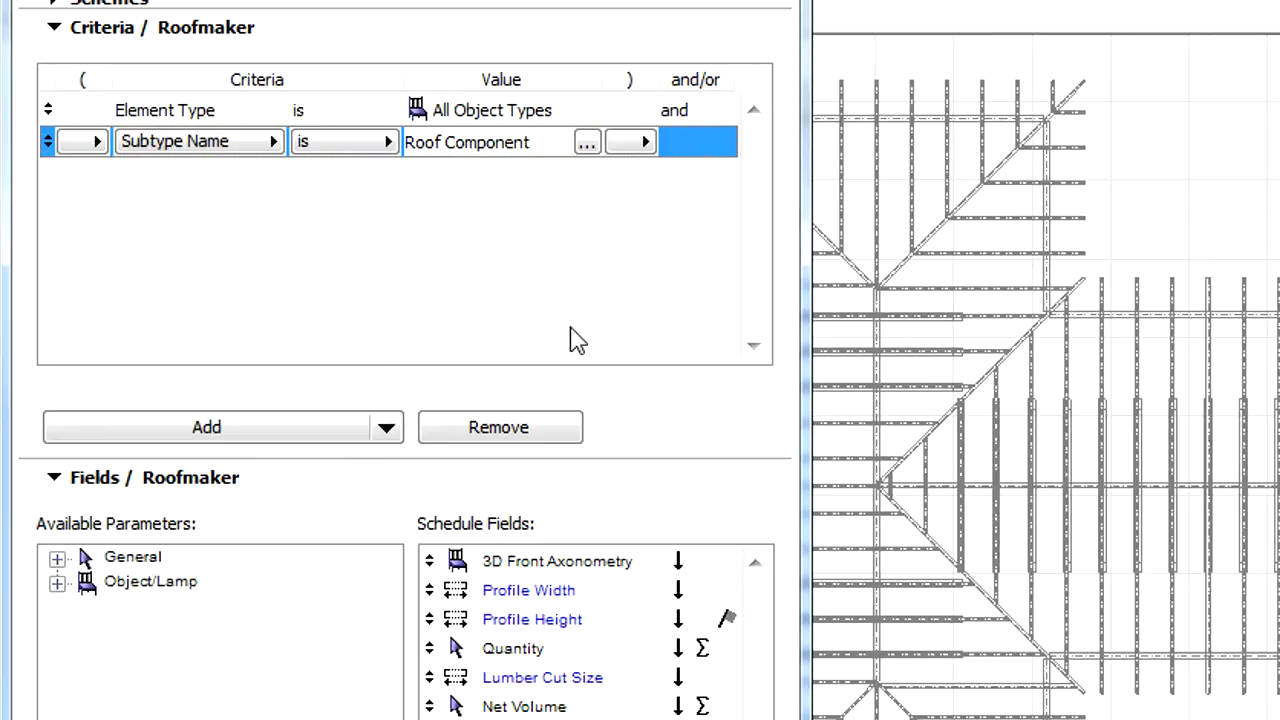 Schemes
Criteria / Roofmaker
( Criteria Value ) and/or
Element Type is All Object Types and
Subtype Name is Roof Component ...
Add Remove
Fields / Roofmaker
Available Parameters: Schedule Fields:
General
Object/Lamp
3D Front Axonometry
Profile Width
Profile Height
Quantity Σ
Lumber Cut Size
Net Volume Σ